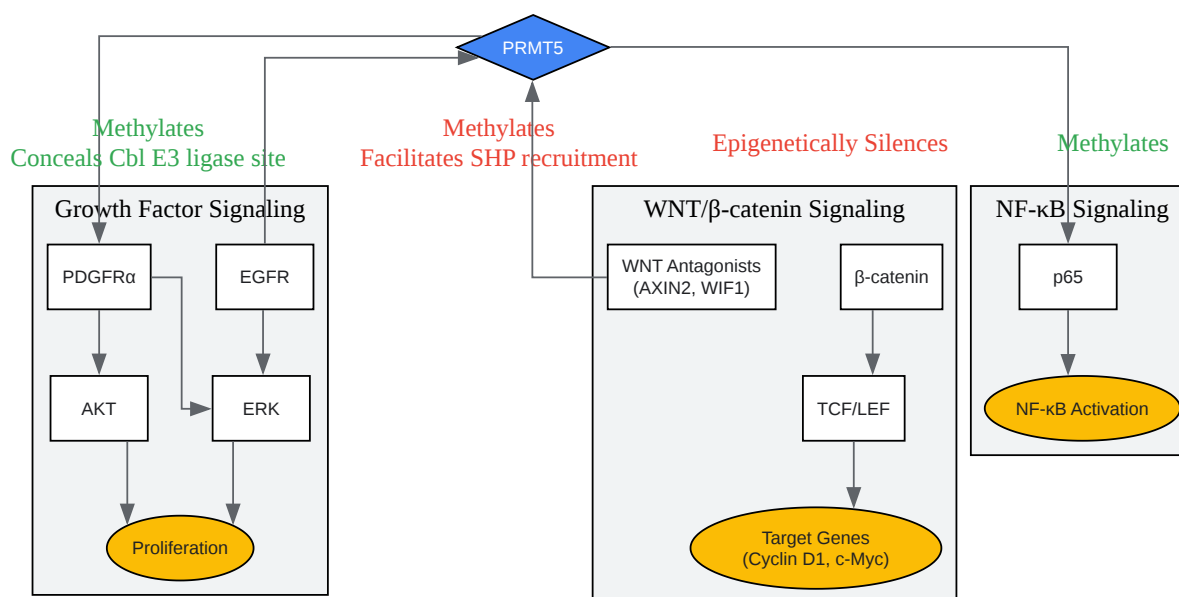 PRMT5
Methylates
Conceals Cbl E3 ligase site
Methylates
Facilitates SHP recruitment
Epigenetically Silences
Methylates
Growth Factor Signaling
PDGFRα
EGFR
AKT
ERK
Proliferation
WNT/β-catenin Signaling
WNT Antagonists
(AXIN2, WIF1)
β-catenin
TCF/LEF
Target Genes
(Cyclin D1, c-Myc)
NF-κB Signaling
p65
NF-κB Activation